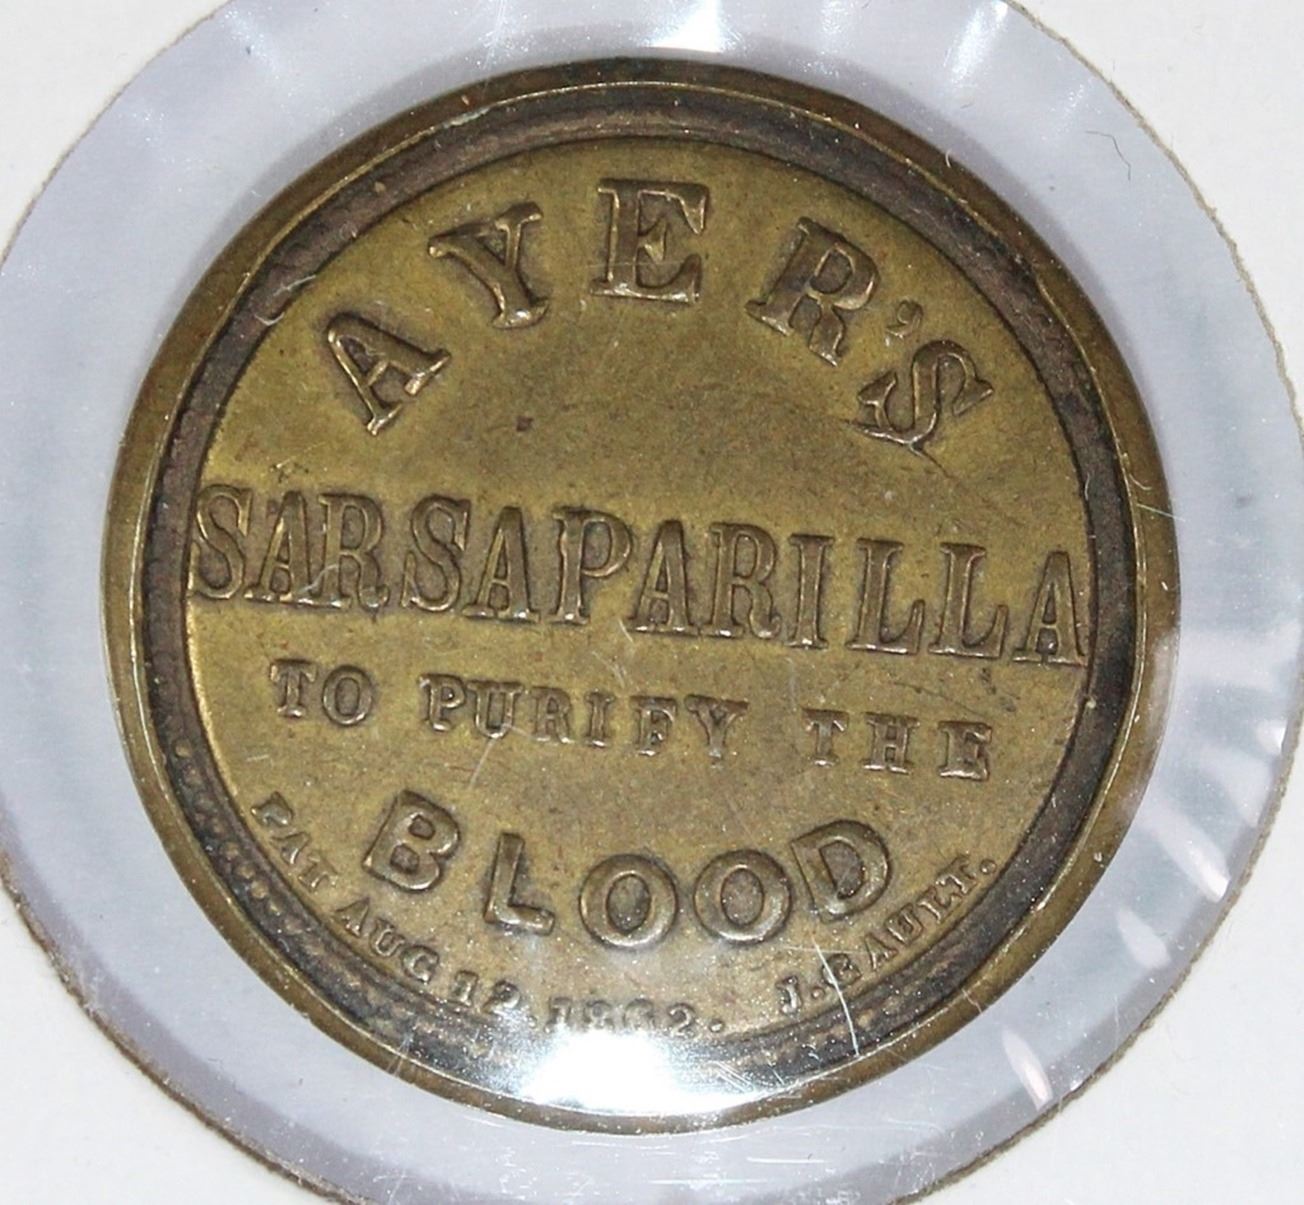 AYER'S
SARSAPARILLA
TO PURIFY THE
BLOOD
PAT AUG 12 1862. J. GAULT.